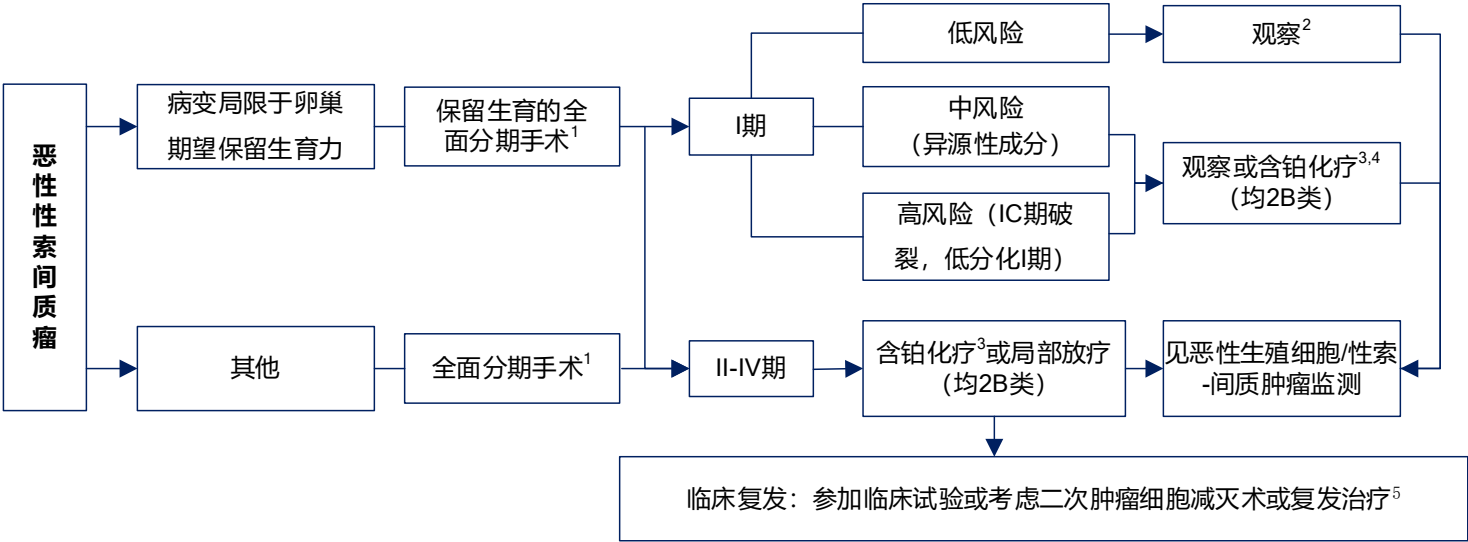 恶性性索间质瘤
病变局限于卵巢
期望保留生育力
保留生育的全
面分期手术1
I期
低风险
观察2
中风险
（异源性成分）
高风险（IC期破
裂，低分化I期）
观察或含铂化疗3,4
（均2B类）
其他
全面分期手术1
II-IV期
含铂化疗3或局部放疗
（均2B类）
见恶性生殖细胞/性索
-间质肿瘤监测
临床复发：参加临床试验或考虑二次肿瘤细胞减灭术或复发治疗5